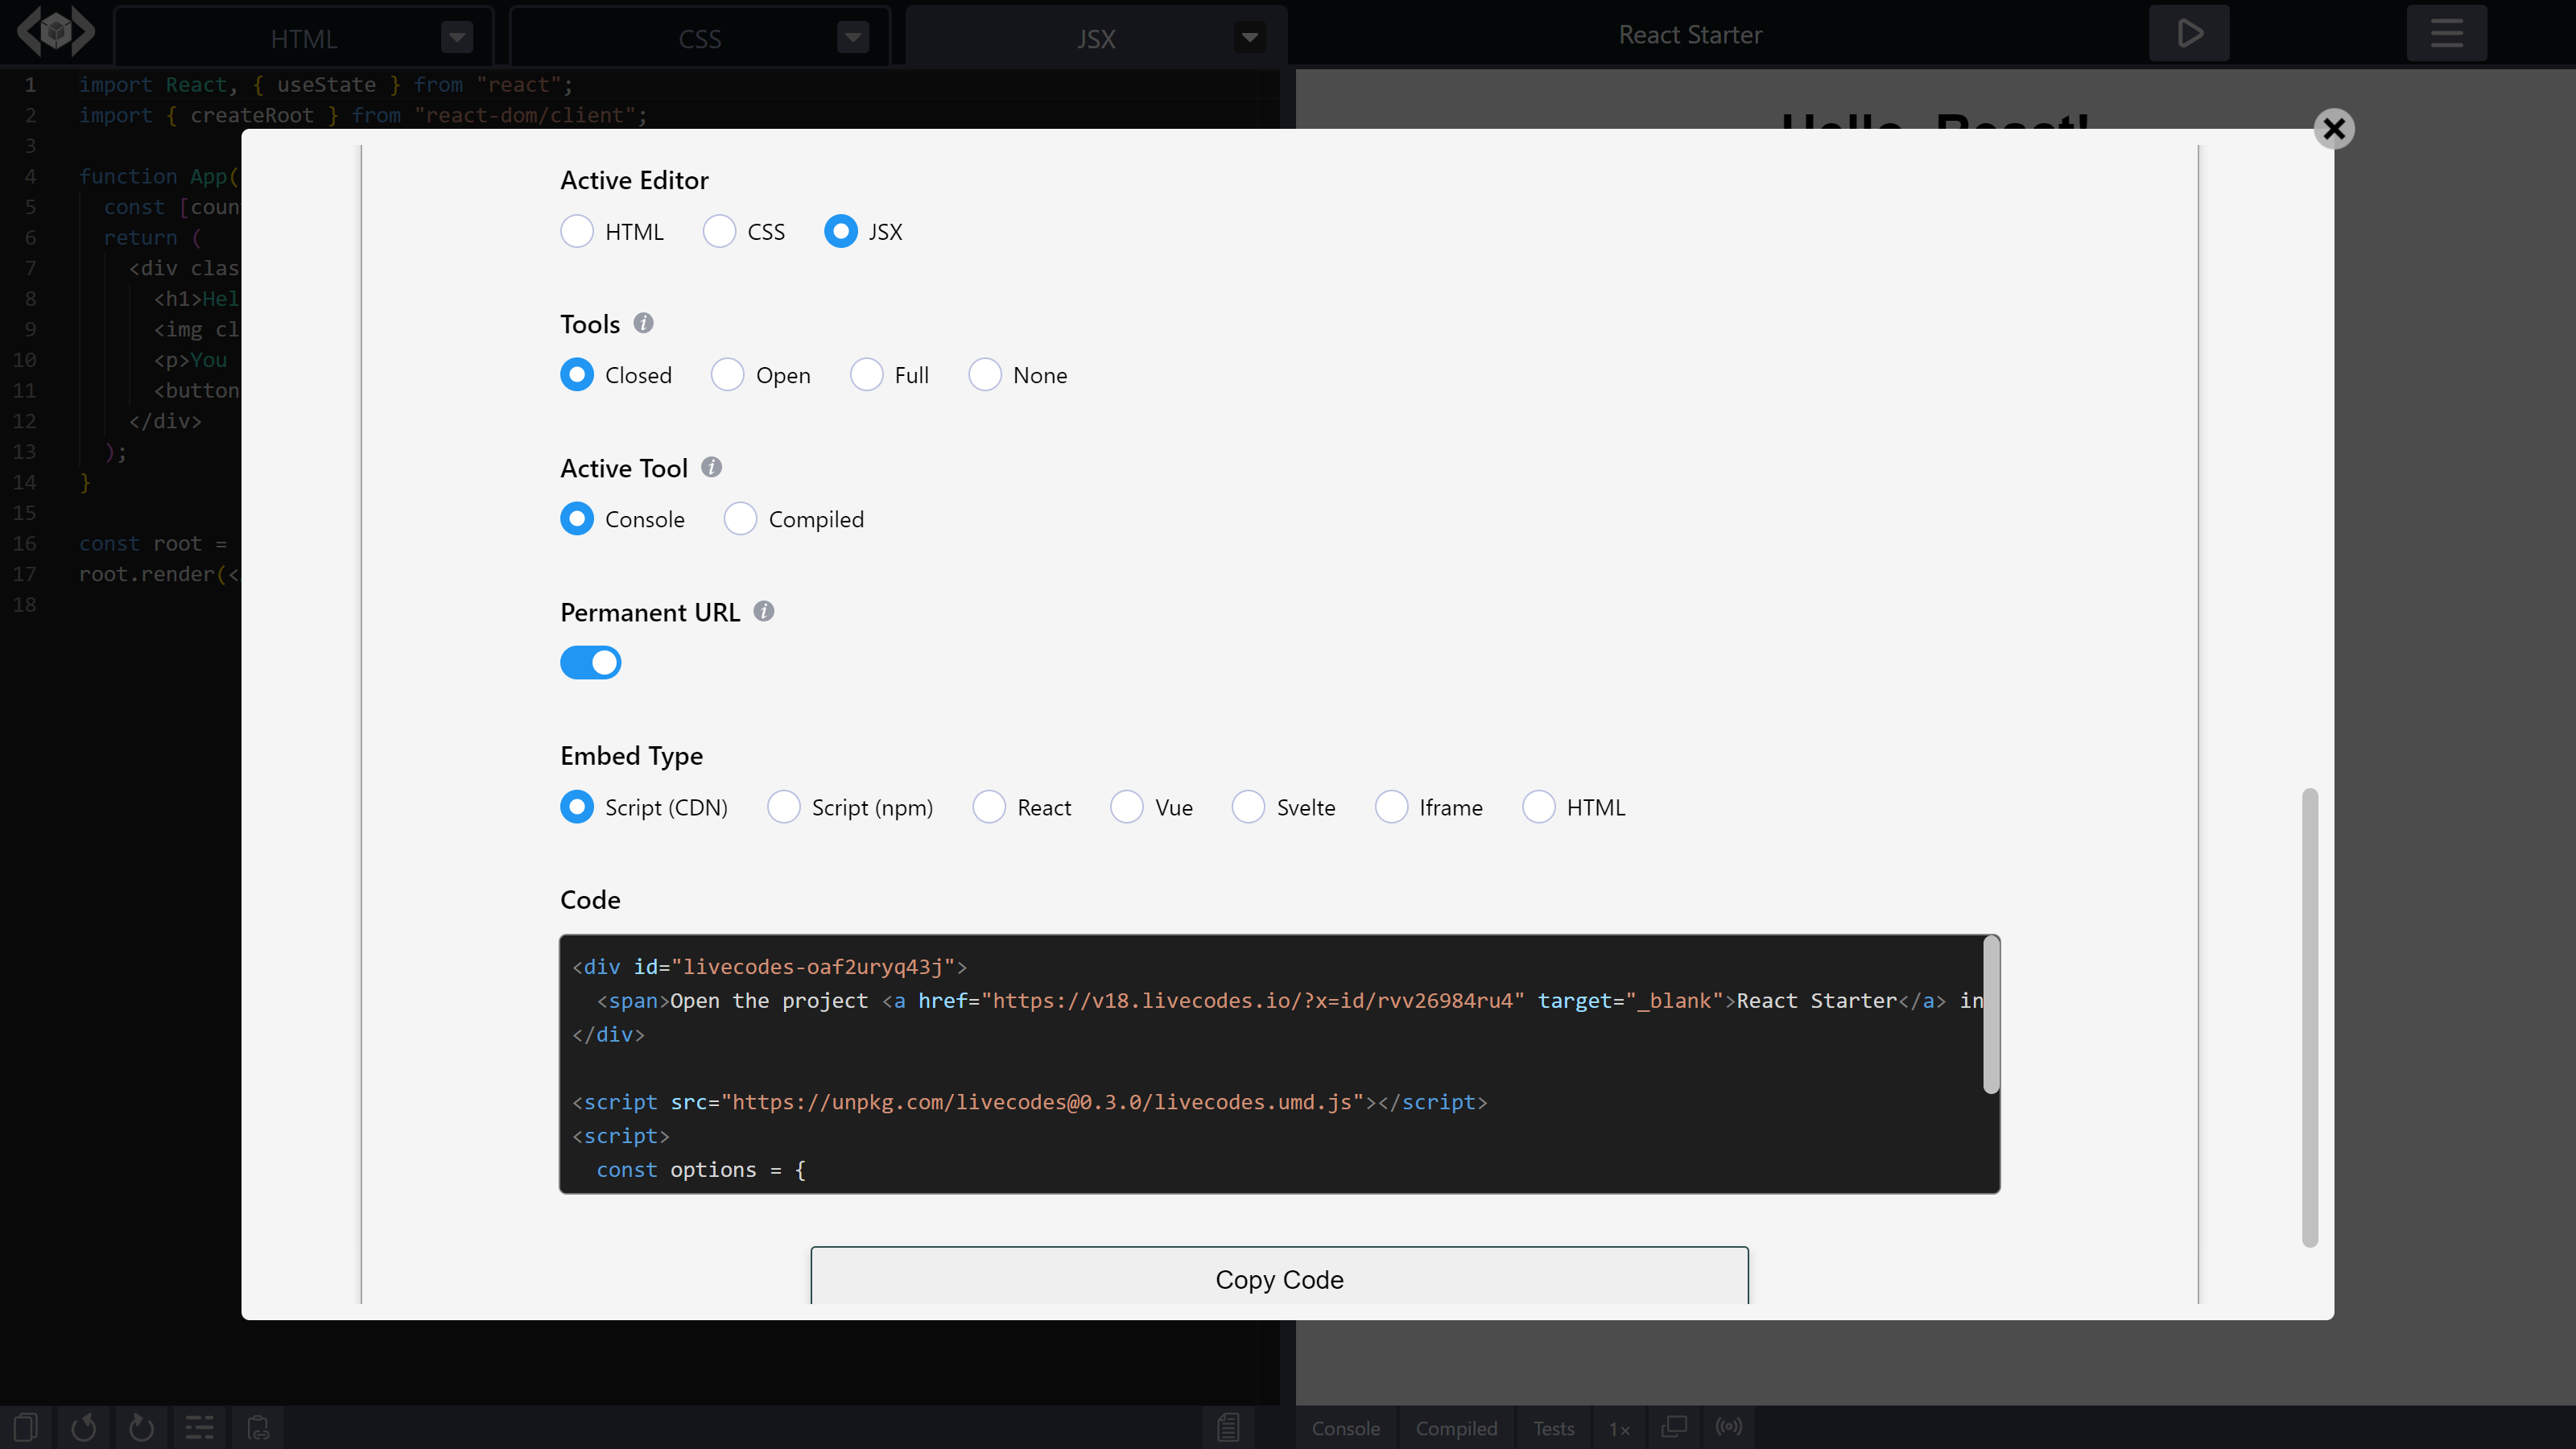 HTML
CSS
JSX
React Starter
1 import React, { useState } from "react";
2 import { createRoot } from "react-dom/client";
3
4 function App(
5 const [coun
6 return (
7 <div clas
8 <h1>Hel
9 <img cl
10 <p>You
11 <button
12 </div>
13 );
14 }
15
16 const root =
17 root.render(<
18
Hello, React!
Active Editor
HTML CSS JSX
Tools
Closed Open Full None
Active Tool
Console Compiled
Permanent URL
Embed Type
Script (CDN) Script (npm) React Vue Svelte Iframe HTML
Code
<div id="livecodes-oaf2uryq43j">
<span>Open the project <a href="https://v18.livecodes.io/?x=id/rvv26984ru4" target="_blank">React Starter</a> in
</div>
<script src="https://unpkg.com/livecodes@0.3.0/livecodes.umd.js"></script>
<script>
const options = {
Copy Code
Console Compiled Tests 1×